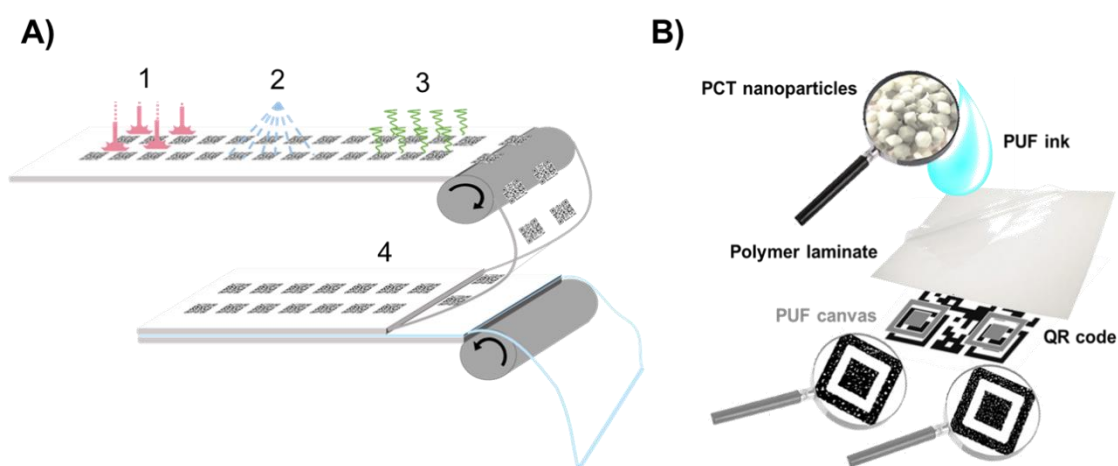 A)
1
2
3
4
B)
PCT nanoparticles
PUF ink
Polymer laminate
PUF canvas
QR code